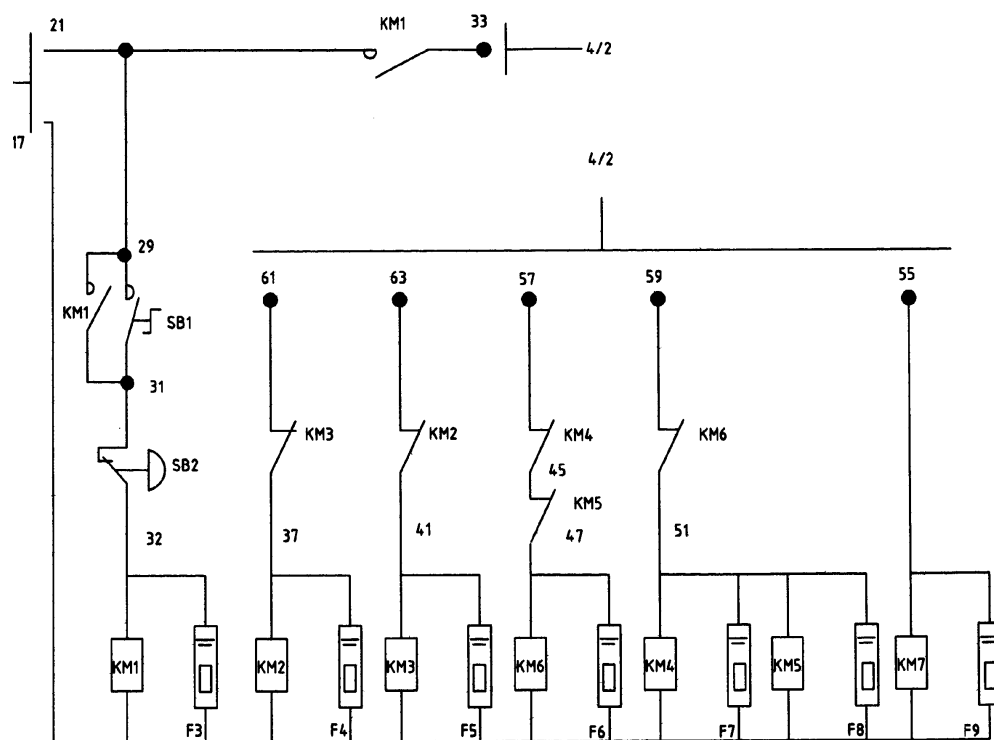 21 KM1 33
4/2
17
4/2
29
61 63 57 59 55
KM1 SB1
31
KM3 KM2 KM4 KM6
SB2 45
KM5
32 37 41 47 51
KM1 KM2 KM3 KM6 KM4 KM5 KM7
F3 F4 F5 F6 F7 F8 F9